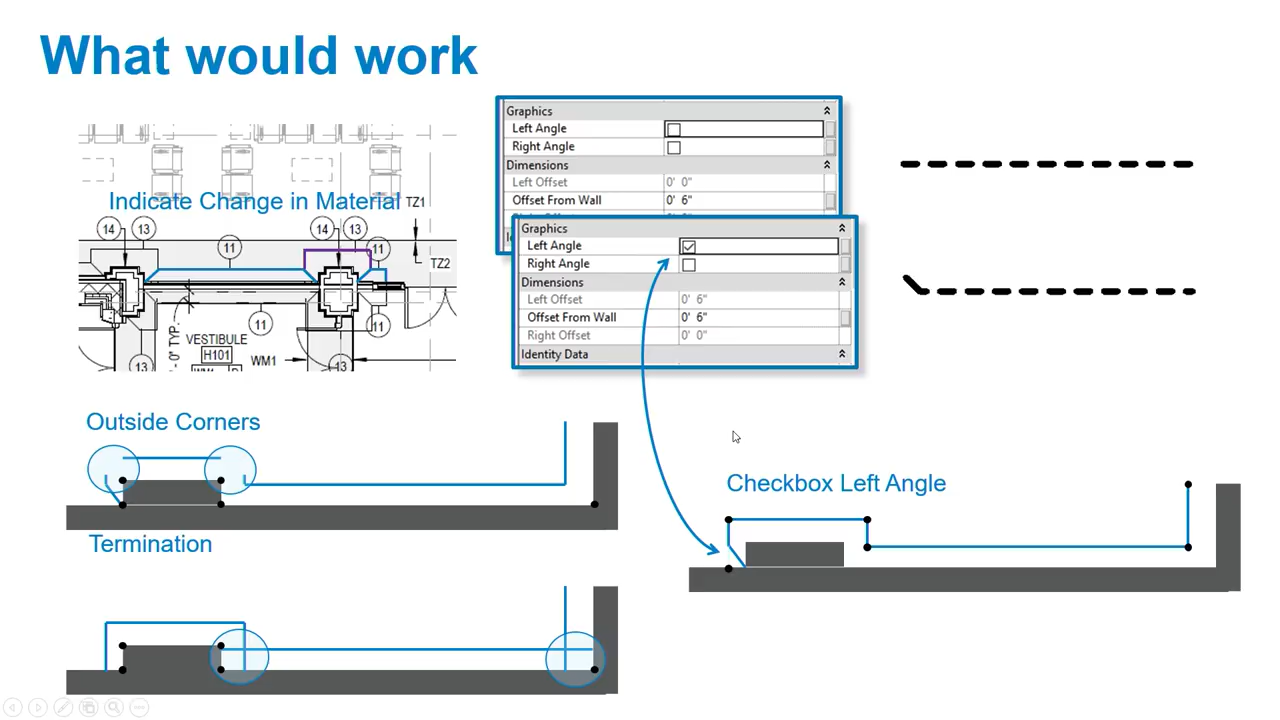 What would work
Indicate Change in Material
TZ1
14
13
11
14
13
11
TZ2
11
11
- 0" TYP.
VESTIBULE
H101
WM1
13
13
Graphics
Left Angle
Right Angle
Dimensions
Left Offset 0' 0"
Offset From Wall 0' 6"
Graphics
Left Angle
Right Angle
Dimensions
Left Offset 0' 6"
Offset From Wall 0' 6"
Right Offset 0' 0"
Identity Data
Outside Corners
Termination
Checkbox Left Angle